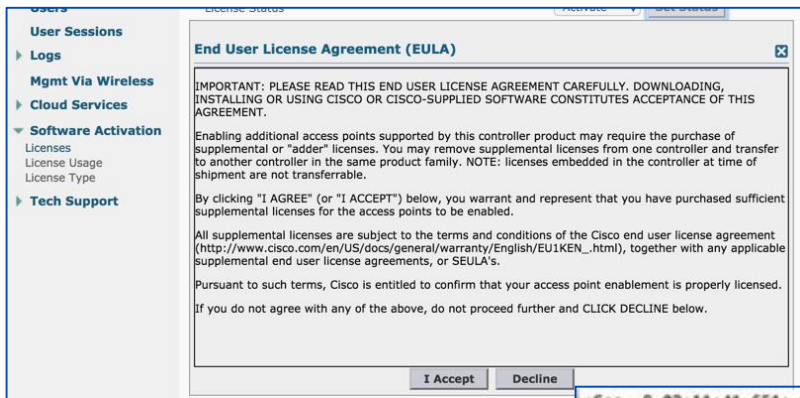 License Status
Activate
Set Status
Users
User Sessions
Logs
Mgmt Via Wireless
Cloud Services
Software Activation
Licenses
License Usage
License Type
Tech Support
End User License Agreement (EULA)
IMPORTANT: PLEASE READ THIS END USER LICENSE AGREEMENT CAREFULLY. DOWNLOADING,
INSTALLING OR USING CISCO OR CISCO-SUPPLIED SOFTWARE CONSTITUTES ACCEPTANCE OF THIS
AGREEMENT.
Enabling additional access points supported by this controller product may require the purchase of
supplemental or "adder" licenses. You may remove supplemental licenses from one controller and transfer
to another controller in the same product family. NOTE: licenses embedded in the controller at time of
shipment are not transferrable.
By clicking "I AGREE" (or "I ACCEPT") below, you warrant and represent that you have purchased sufficient
supplemental licenses for the access points to be enabled.
All supplemental licenses are subject to the terms and conditions of the Cisco end user license agreement
(http://www.cisco.com/en/US/docs/general/warranty/English/EU1KEN_.html), together with any applicable
supplemental end user license agreements, or SEULA's.
Pursuant to such terms, Cisco is entitled to confirm that your access point enablement is properly licensed.
If you do not agree with any of the above, do not proceed further and CLICK DECLINE below.
I Accept
Decline